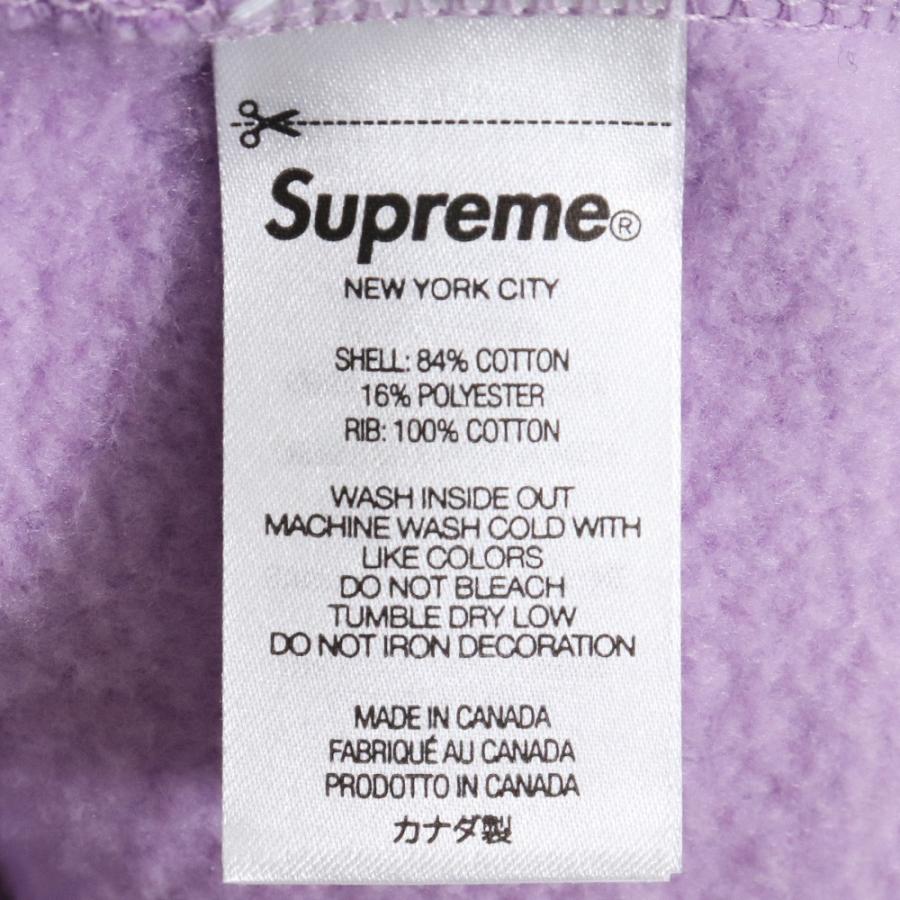 Supreme®
NEW YORK CITY
SHELL: 84% COTTON
16% POLYESTER
RIB: 100% COTTON
WASH INSIDE OUT
MACHINE WASH COLD WITH
LIKE COLORS
DO NOT BLEACH
TUMBLE DRY LOW
DO NOT IRON DECORATION
MADE IN CANADA
FABRIQUÉ AU CANADA
PRODOTTO IN CANADA
カナダ製